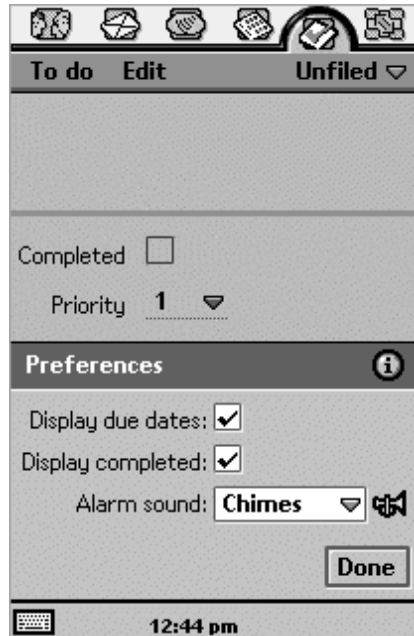 To do Edit Unfiled
Completed
Priority 1
Preferences
Display due dates:
Display completed:
Alarm sound: Chimes
Done
12:44 pm